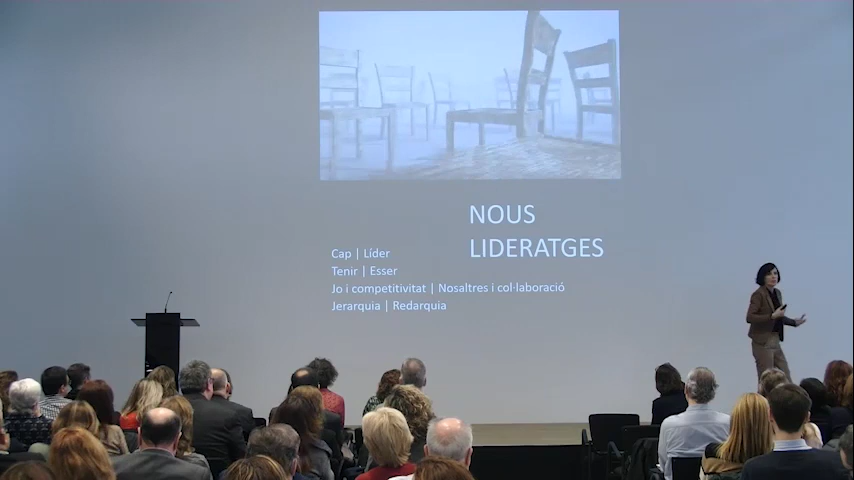 NOUS
LIDERATGES
Cap | Líder
Tenir | Esser
Jo i competitivitat | Nosaltres i col·laboració
Jerarquia | Redarquia